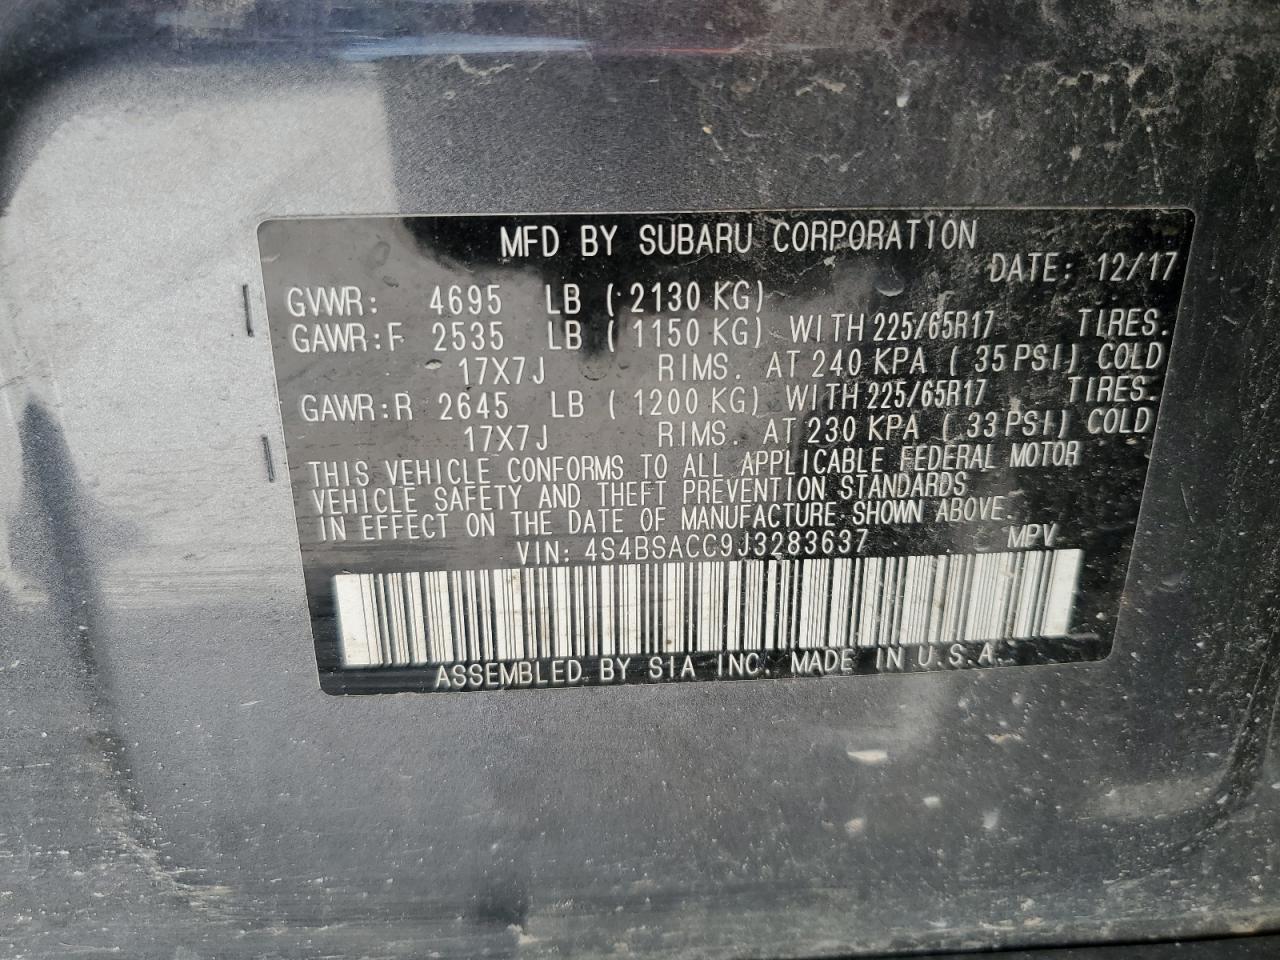 MFD BY SUBARU CORPORATION
DATE: 12/17
GVWR: 4695 LB ( 2130 KG)
GAWR:F 2535 LB ( 1150 KG) WITH 225/65R17 TIRES.
17X7J RIMS. AT 240 KPA ( 35 PSI) COLD
GAWR:R 2645 LB ( 1200 KG) WITH 225/65R17 TIRES.
17X7J RIMS. AT 230 KPA ( 33 PSI) COLD
THIS VEHICLE CONFORMS TO ALL APPLICABLE FEDERAL MOTOR
VEHICLE SAFETY AND THEFT PREVENTION STANDARDS
IN EFFECT ON THE DATE OF MANUFACTURE SHOWN ABOVE.
VIN: 4S4BSACC9J3283637 MPV
ASSEMBLED BY SIA INC. MADE IN U.S.A.